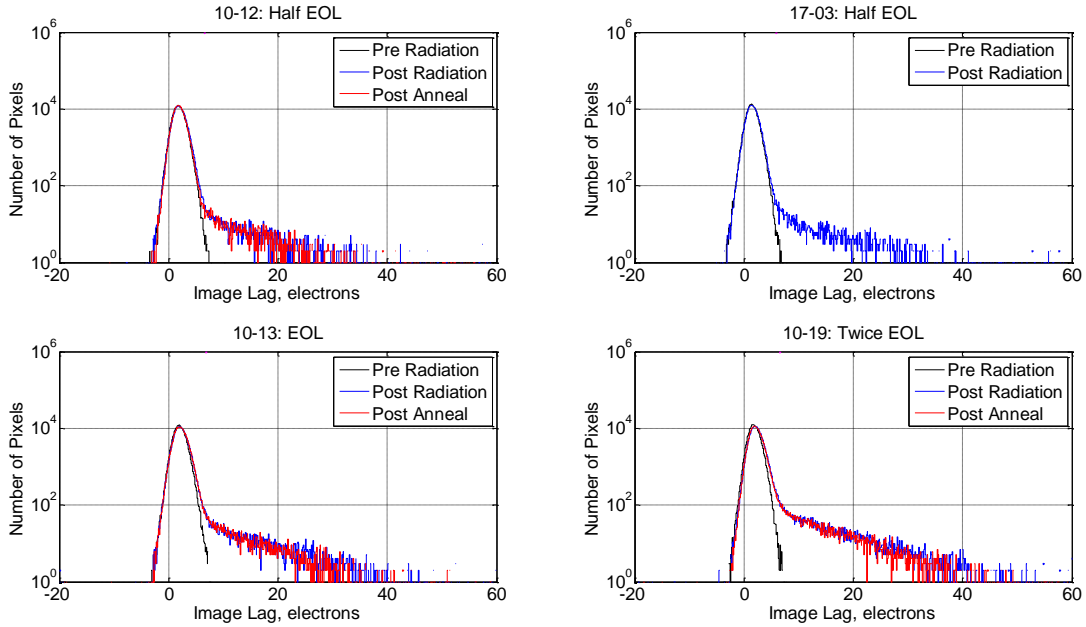 10-12: Half EOL
10^6
10^4
10^2
10^0
Number of Pixels
Pre Radiation
Post Radiation
Post Anneal
-20 0 20 40 60
Image Lag, electrons
17-03: Half EOL
10^6
10^4
10^2
10^0
Number of Pixels
Pre Radiation
Post Radiation
-20 0 20 40 60
Image Lag, electrons
10-13: EOL
10^6
10^4
10^2
10^0
Number of Pixels
Pre Radiation
Post Radiation
Post Anneal
-20 0 20 40 60
Image Lag, electrons
10-19: Twice EOL
10^6
10^4
10^2
10^0
Number of Pixels
Pre Radiation
Post Radiation
Post Anneal
-20 0 20 40 60
Image Lag, electrons